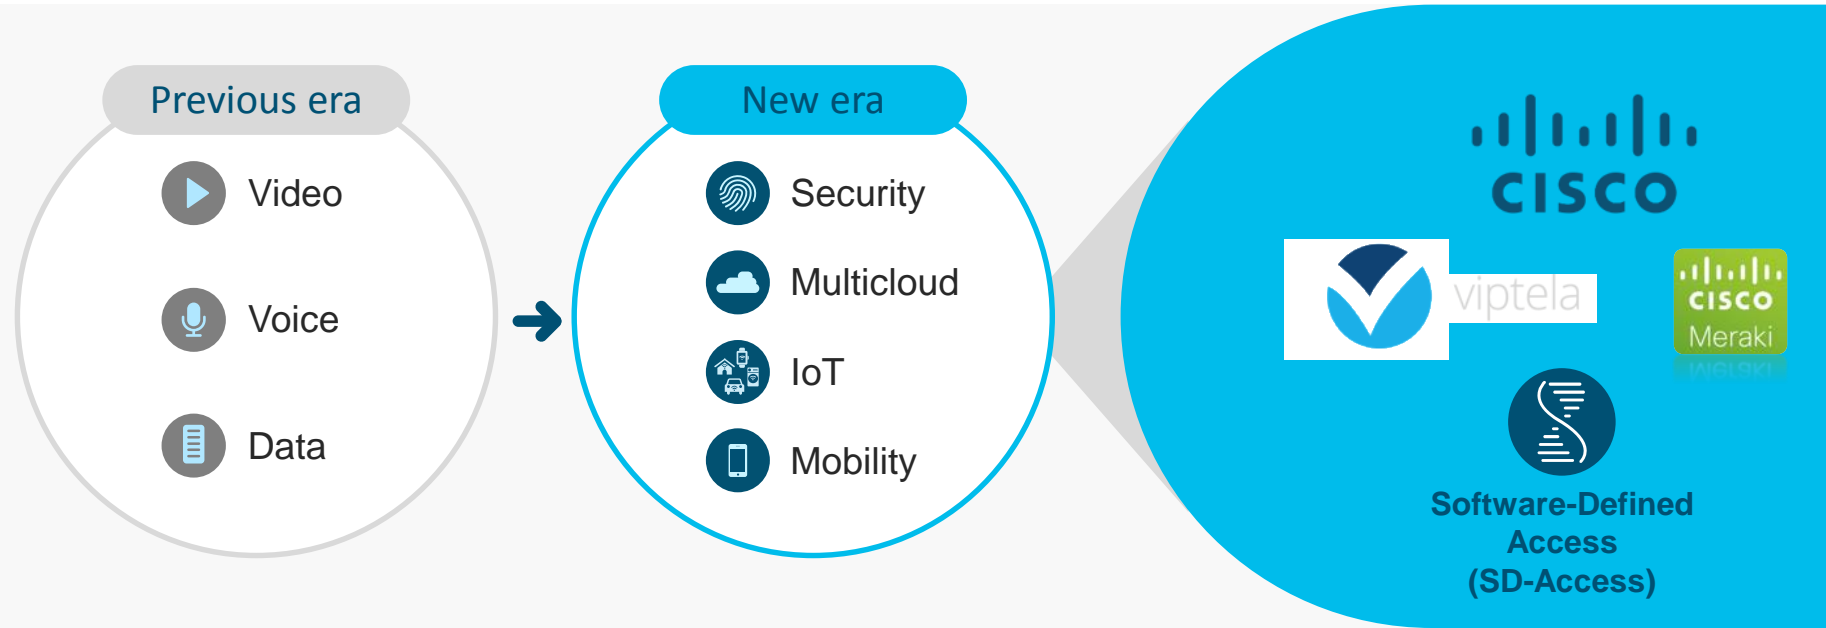 Previous era
Video
Voice
Data
New era
Security
Multicloud
IoT
Mobility
CISCO
viptela
CISCO
Meraki
Software-Defined
Access
(SD-Access)